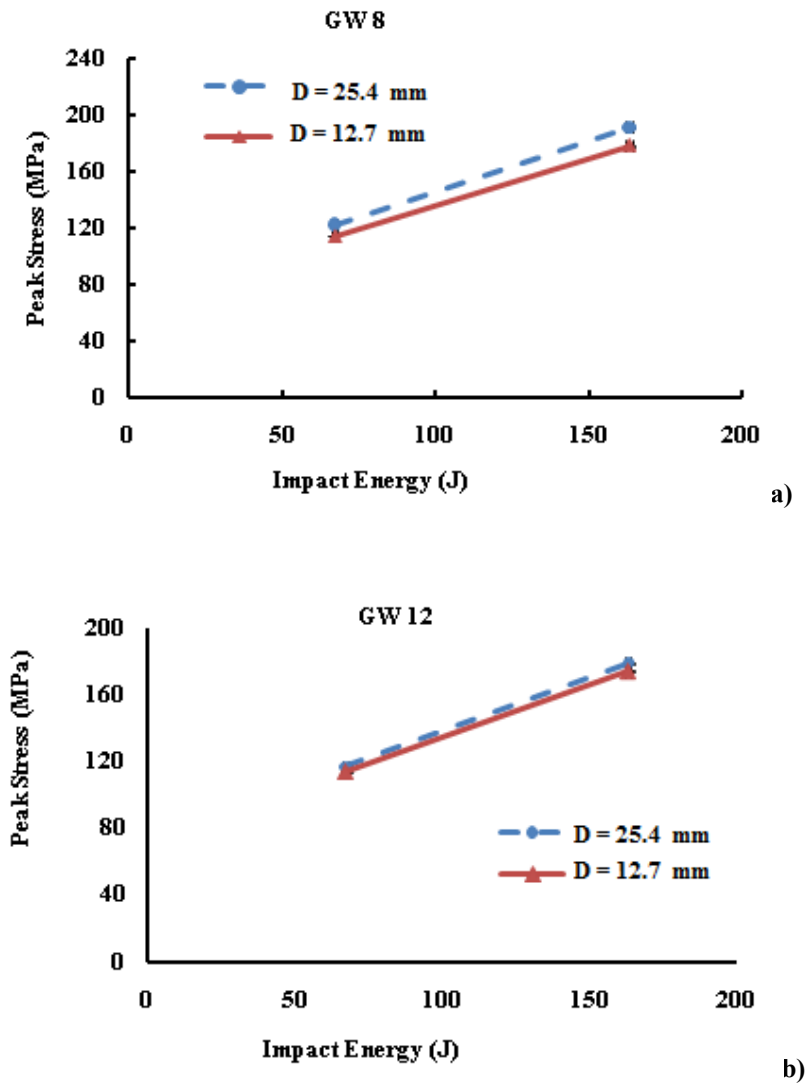 GW 8
240
200
160
120
80
40
0
Peak Stress (MPa)
D = 25.4 mm
D = 12.7 mm
0 50 100 150 200
Impact Energy (J)
a)
GW 12
200
160
120
80
40
0
Peak Stress (MPa)
D = 25.4 mm
D = 12.7 mm
0 50 100 150 200
Impact Energy (J)
b)